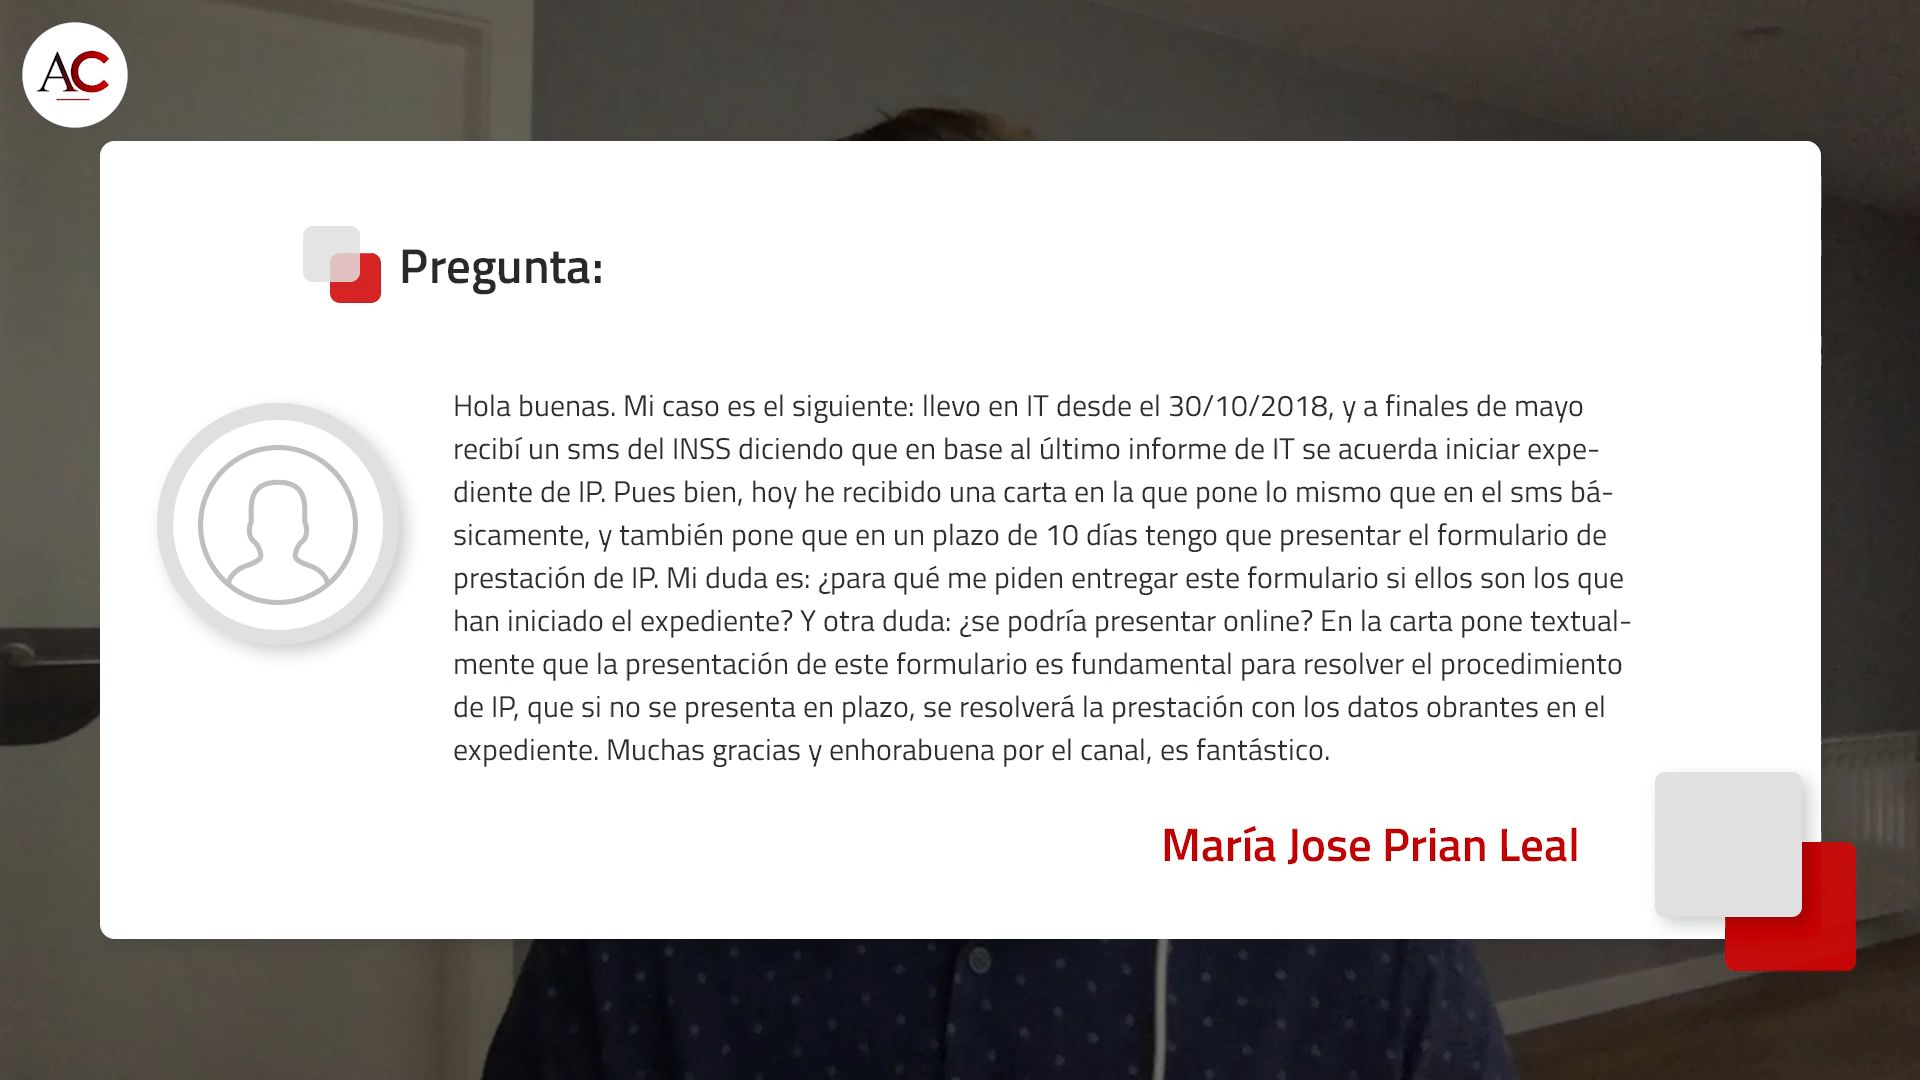 AC
Pregunta:
Hola buenas. Mi caso es el siguiente: llevo en IT desde el 30/10/2018, y a finales de mayo
recibí un sms del INSS diciendo que en base al último informe de IT se acuerda iniciar expe-
diente de IP. Pues bien, hoy he recibido una carta en la que pone lo mismo que en el sms bá-
sicamente, y también pone que en un plazo de 10 días tengo que presentar el formulario de
prestación de IP. Mi duda es: ¿para qué me piden entregar este formulario si ellos son los que
han iniciado el expediente? Y otra duda: ¿se podría presentar online? En la carta pone textual-
mente que la presentación de este formulario es fundamental para resolver el procedimiento
de IP, que si no se presenta en plazo, se resolverá la prestación con los datos obrantes en el
expediente. Muchas gracias y enhorabuena por el canal, es fantástico.
María Jose Prian Leal